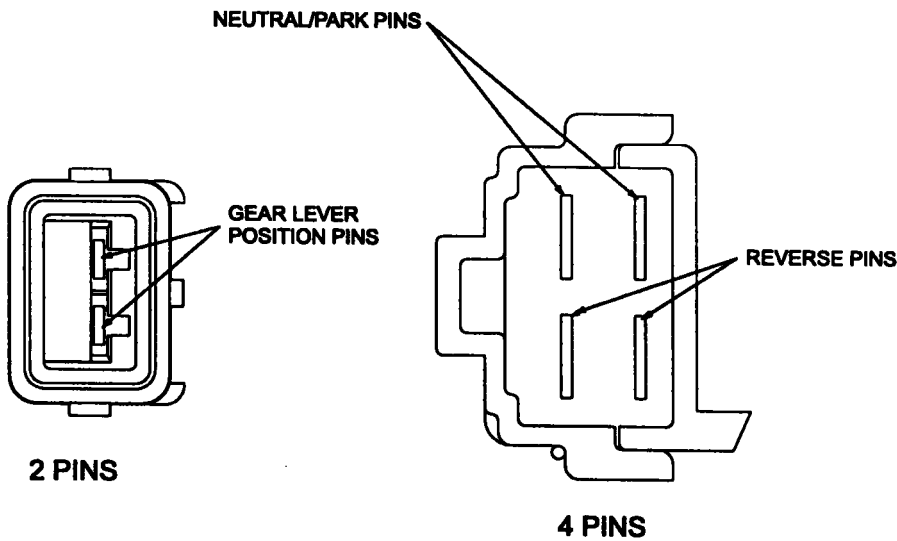 NEUTRAL/PARK PINS
GEAR LEVER
POSITION PINS
REVERSE PINS
2 PINS
4 PINS